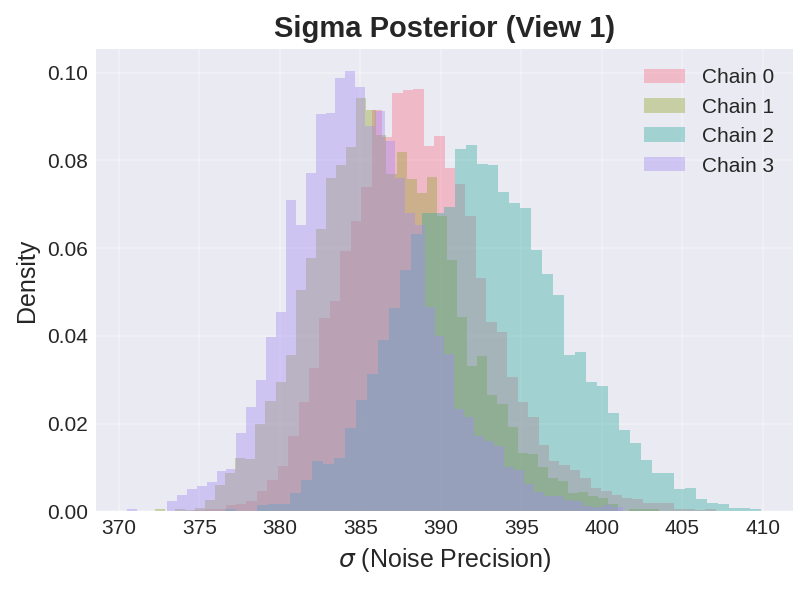 Sigma Posterior (View 1)
Chain 0
Chain 1
Chain 2
Chain 3
Density
0.10
0.08
0.06
0.04
0.02
0.00
370 375 380 385 390 395 400 405 410
σ (Noise Precision)